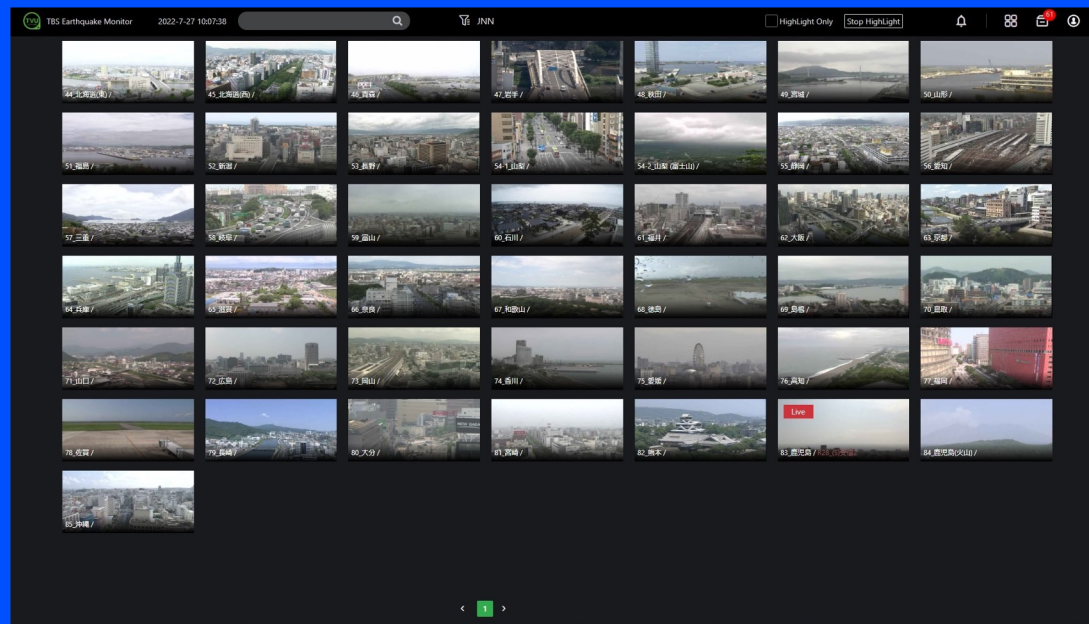 TVU TBS Earthquake Monitor 2022-7-27 10:07:38 JNN HighLight Only Stop HighLight 61
44_北海道(東) / 45_北海道(西) / 46_青森 / 47_岩手 / 48_秋田 / 49_宮城 / 50_山形 /
51_福島 / 52_新潟 / 53_長野 / 54-1_山梨 / 54-2_山梨 (富士山) / 55_静岡 / 56_愛知 /
57_三重 / 58_岐阜 / 59_富山 / 60_石川 / 61_福井 / 62_大阪 / 63_京都 /
64_兵庫 / 65_滋賀 / 66_奈良 / 67_和歌山 / 68_徳島 / 69_島根 / 70_鳥取 /
71_山口 / 72_広島 / 73_岡山 / 74_香川 / 75_愛媛 / 76_高知 / 77_福岡 /
Live
78_佐賀 / 79_長崎 / 80_大分 / 81_宮崎 / 82_熊本 / 83_鹿児島 / 84_鹿児島(火山) /
85_沖縄 /
1